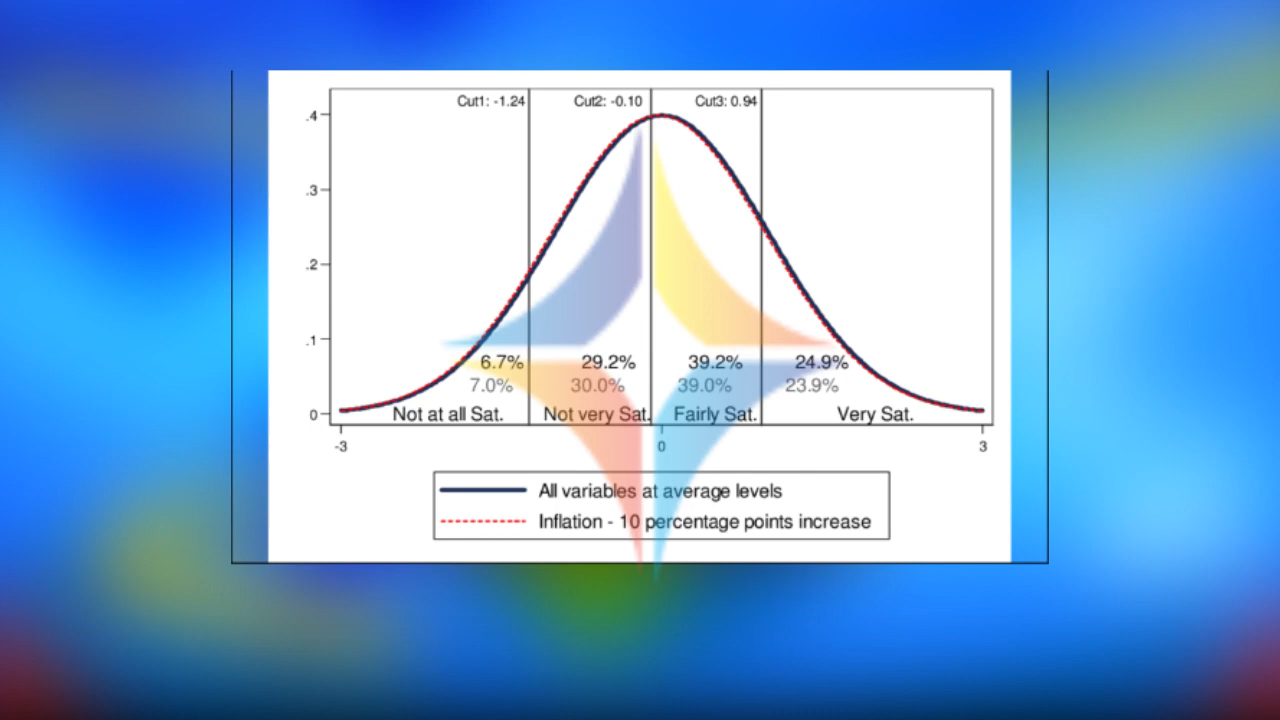 Cut1: -1.24 Cut2: -0.10 Cut3: 0.94
.4
.3
.2
.1
6.7% 29.2% 39.2% 24.9%
7.0% 30.0% 39.0% 23.9%
0 Not at all Sat. Not very Sat. Fairly Sat. Very Sat.
-3 0 3
All variables at average levels
Inflation - 10 percentage points increase